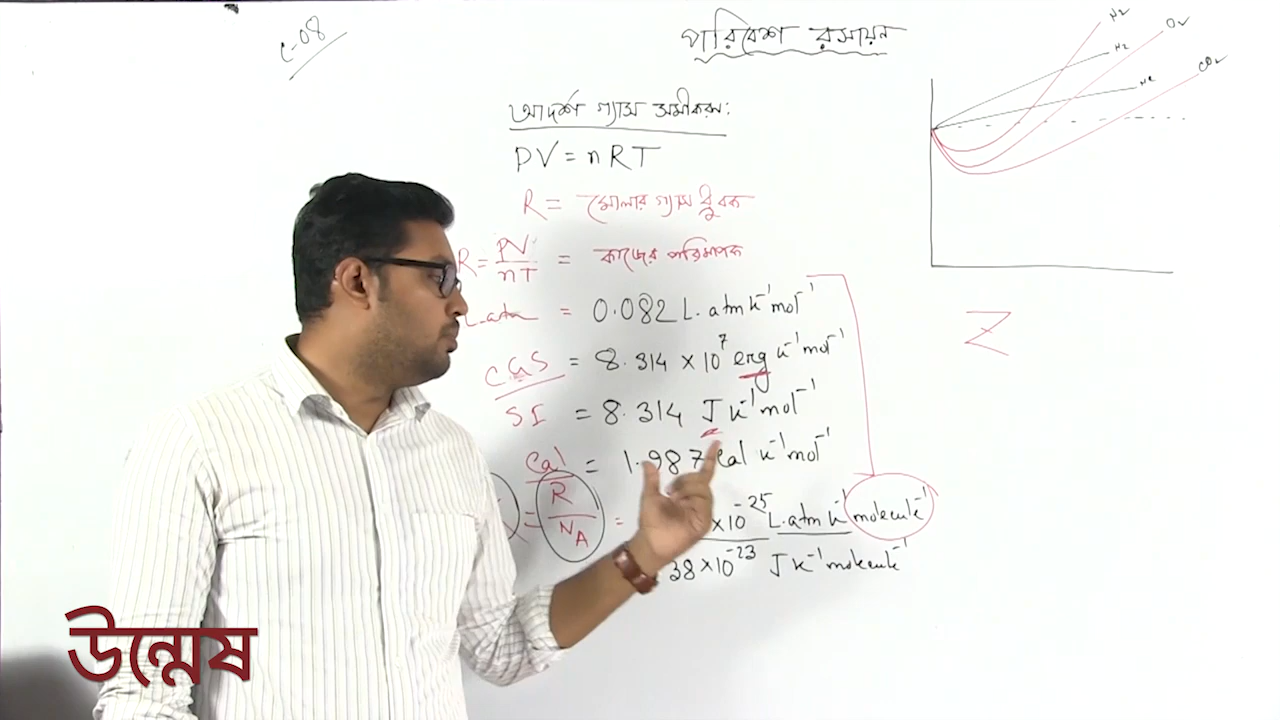 C-08
পরিবেশ রসায়ন
আদর্শ গ্যাস সমীকরণ:
PV = nRT
R = মোলার গ্যাস ধ্রুবক
R = PV/nT = কাজের পরিমাপক
L.atm = 0.082 L.atm K⁻¹ mol⁻¹
CGS = 8.314 × 10⁷ erg K⁻¹ mol⁻¹
SI = 8.314 J K⁻¹ mol⁻¹
Cal = 1.987 Cal K⁻¹ mol⁻¹
= R/N_A = × 10⁻²⁵ L.atm K⁻¹ molecule⁻¹
38 × 10⁻²³ J K⁻¹ molecule⁻¹
N₂
H₂
O₂
He
CO₂
Z
উন্মেষ